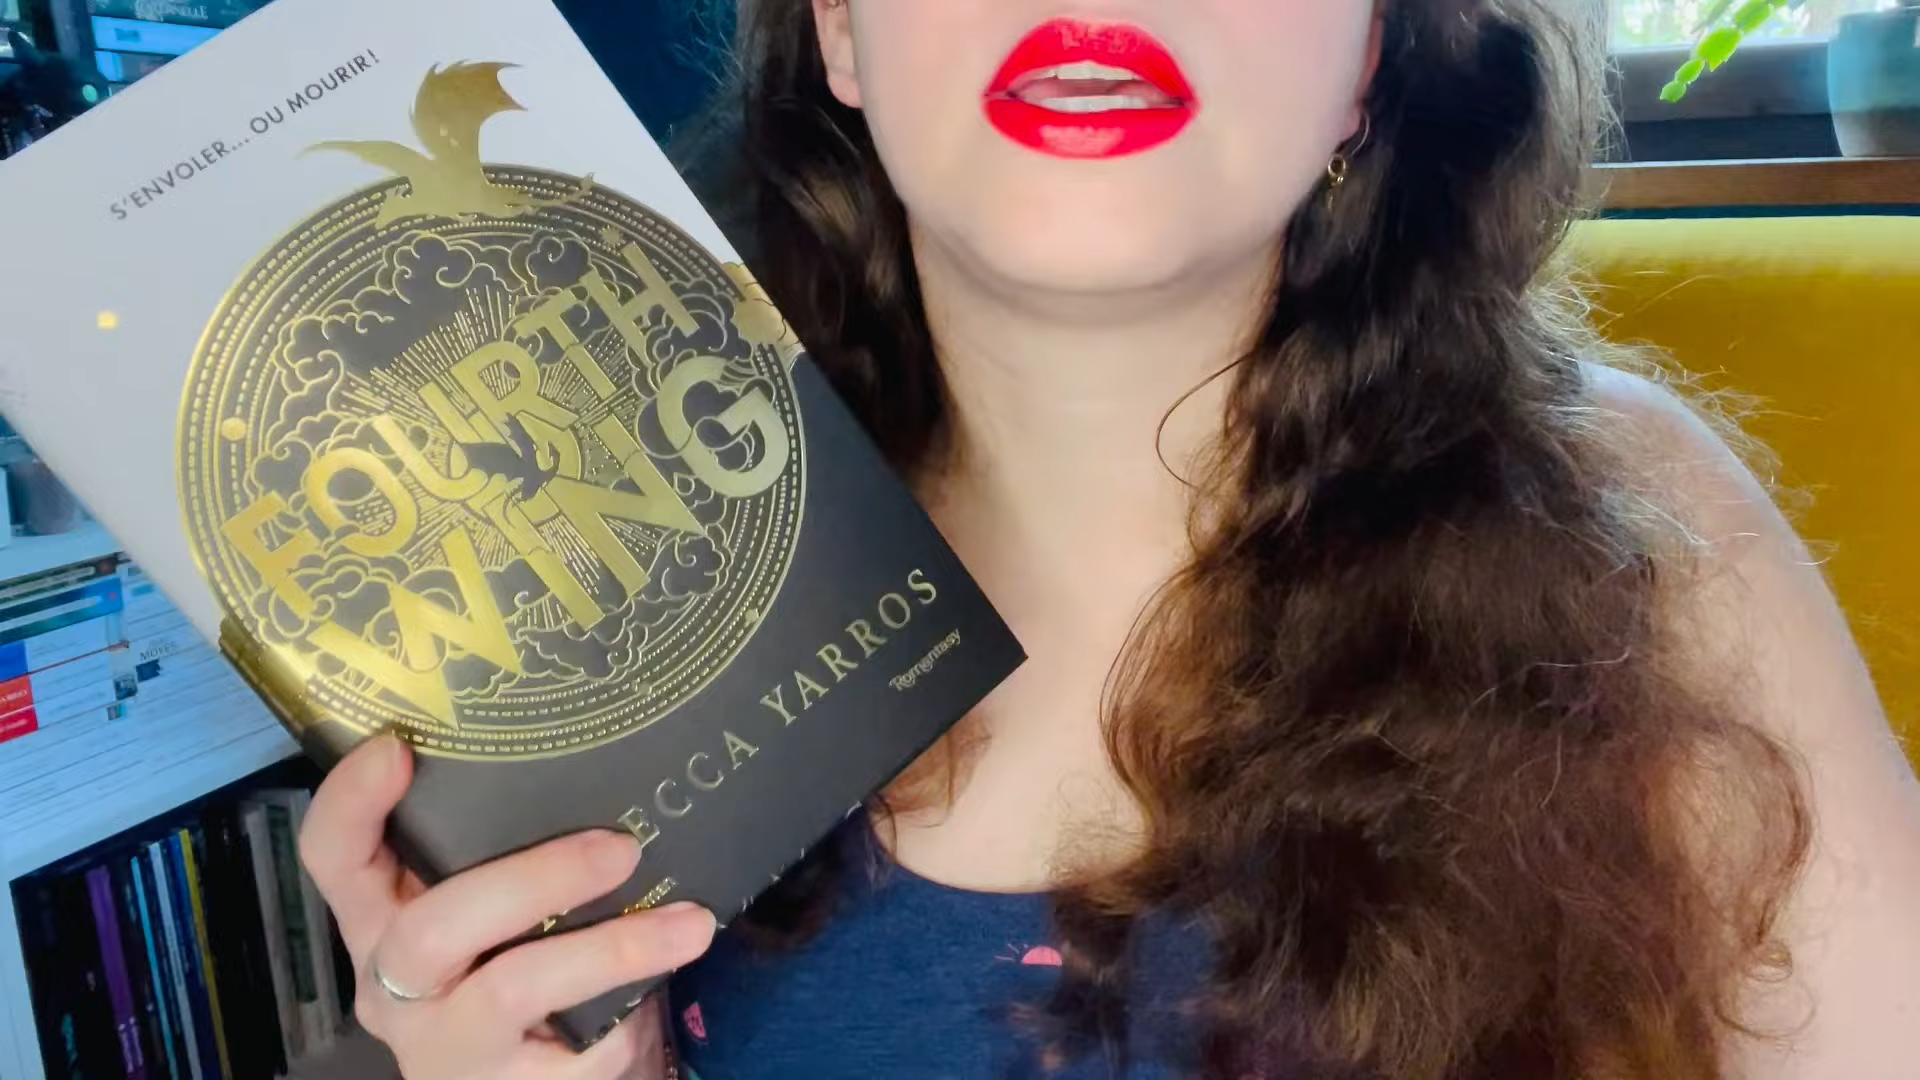 S'ENVOLER... OU MOURIR!
FOURTH
WING
ECCA YARROS
Romantasy